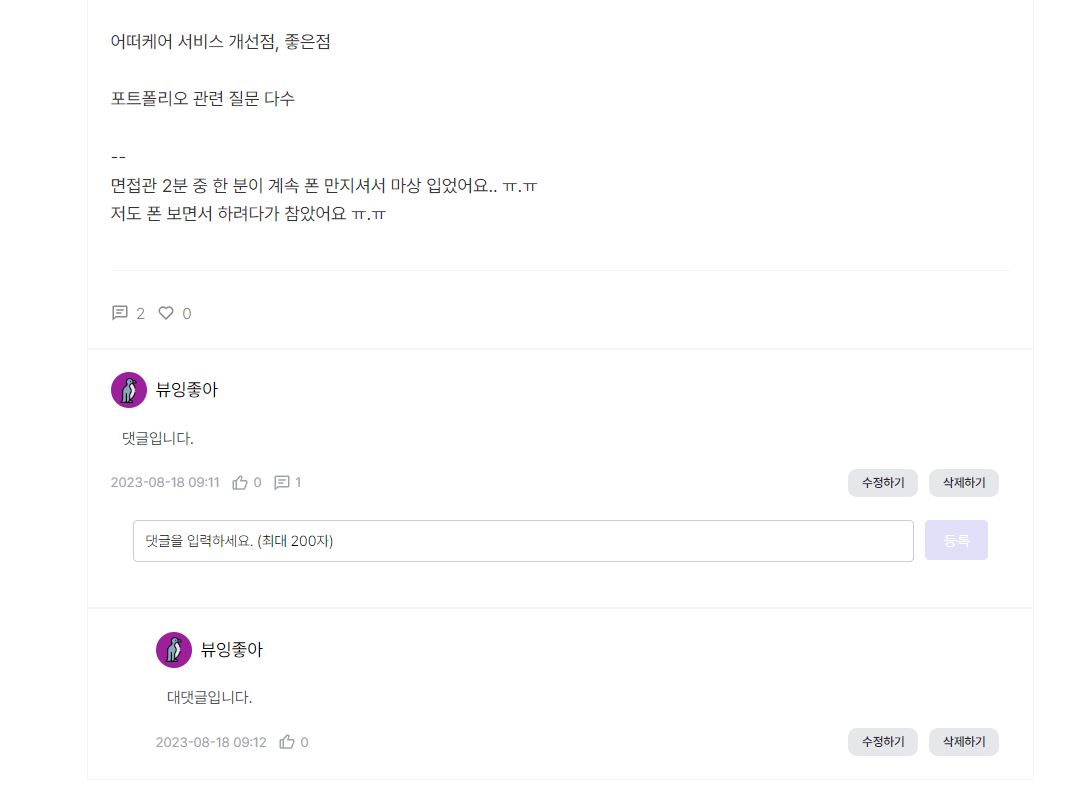 어떠케어 서비스 개선점, 좋은점
포트폴리오 관련 질문 다수
--
면접관 2분 중 한 분이 계속 폰 만지셔서 마상 입었어요.. ㅠ.ㅠ
저도 폰 보면서 하려다가 참았어요 ㅠ.ㅠ
2 0
뷰잉좋아
댓글입니다.
2023-08-18 09:11 0 1 수정하기 삭제하기
댓글을 입력하세요. (최대 200자) 등록
뷰잉좋아
대댓글입니다.
2023-08-18 09:12 0 수정하기 삭제하기